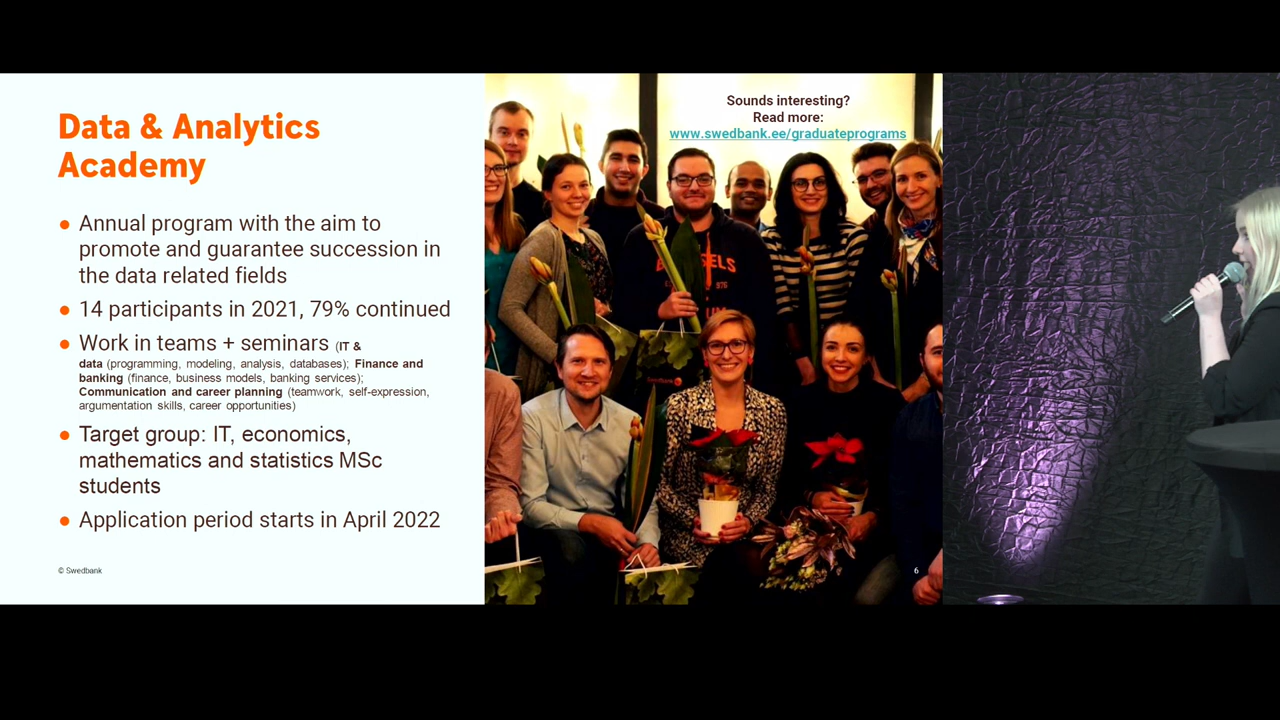 Data & Analytics
Academy
Annual program with the aim to
promote and guarantee succession in
the data related fields
14 participants in 2021, 79% continued
Work in teams + seminars (IT &
data (programming, modeling, analysis, databases); Finance and
banking (finance, business models, banking services);
Communication and career planning (teamwork, self-expression,
argumentation skills, career opportunities)
Target group: IT, economics,
mathematics and statistics MSc
students
Application period starts in April 2022
© Swedbank
Sounds interesting?
Read more:
www.swedbank.ee/graduateprograms
Swedbank
6